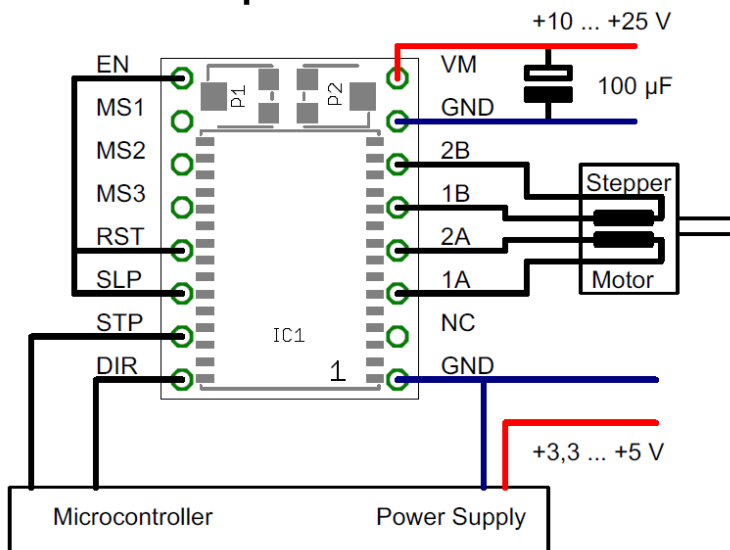 +10 ... +25 V
EN
VM
P1
P2
100 µF
MS1
GND
MS2
2B
Stepper
MS3
1B
RST
2A
SLP
1A
Motor
STP
IC1
NC
DIR
1
GND
+3,3 ... +5 V
Microcontroller
Power Supply